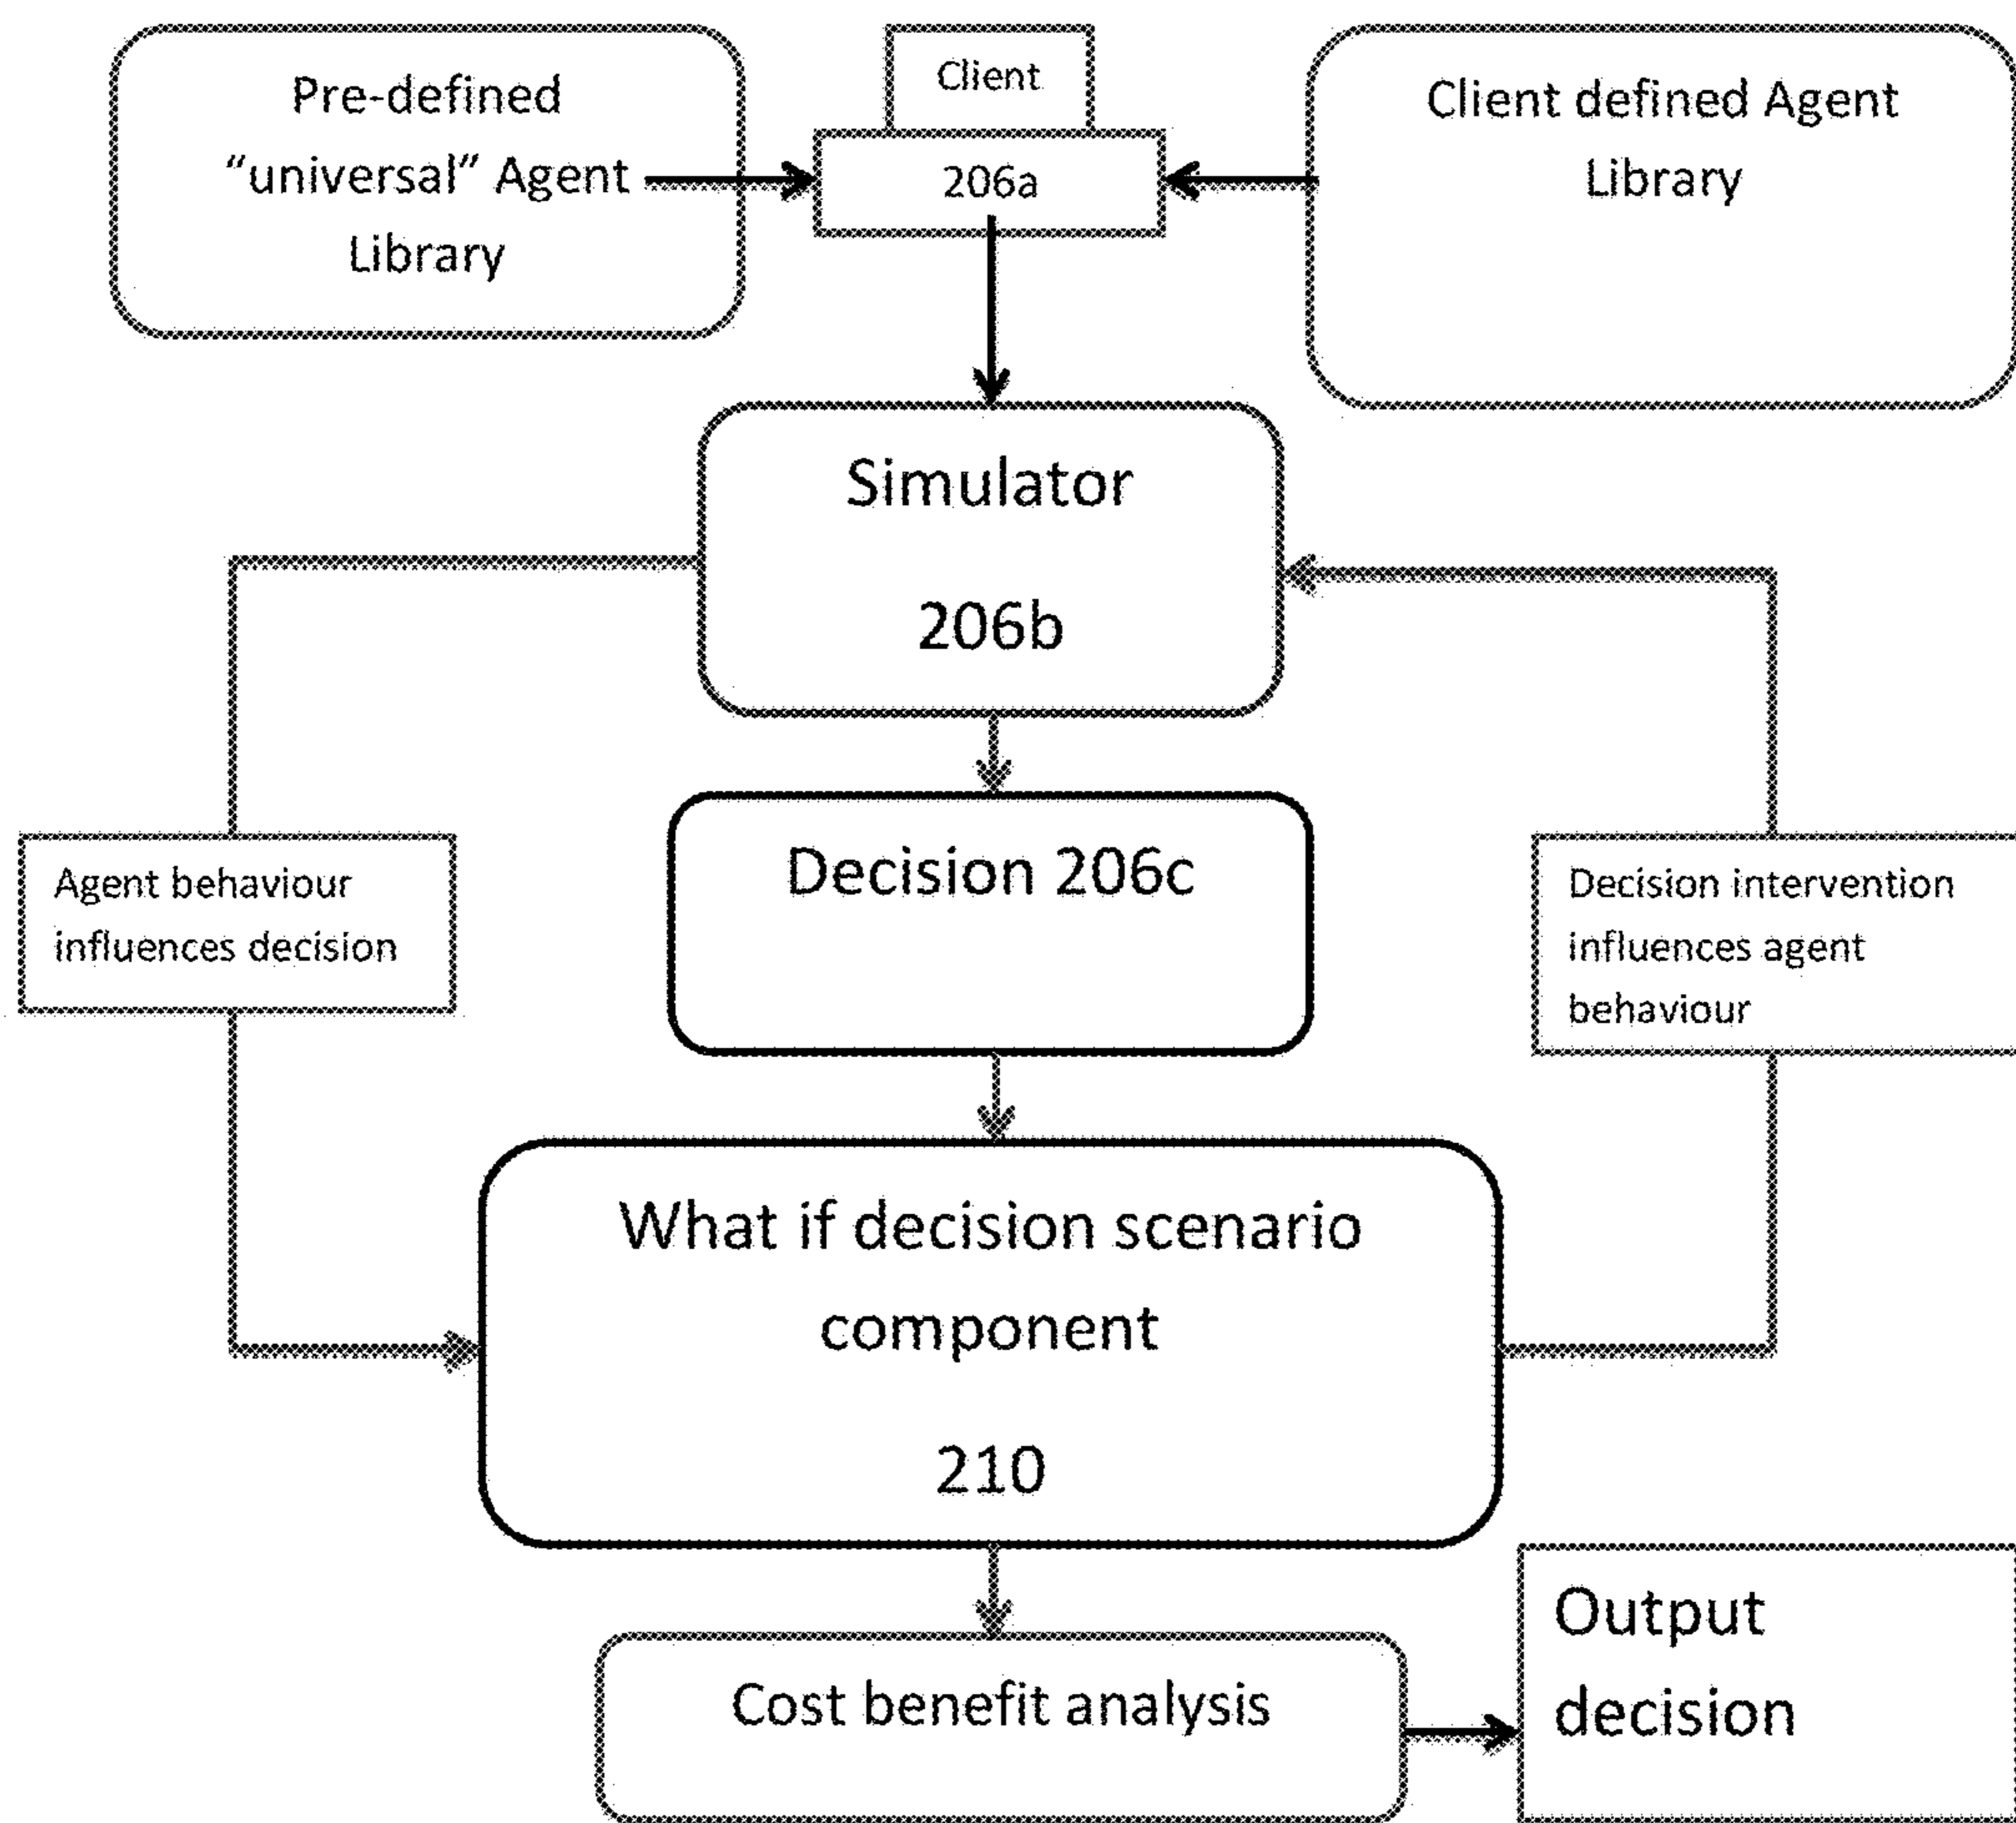 Pre-defined
“universal” Agent
Library
Client
206a
Client defined Agent
Library
Simulator
206b
Decision 206c
Agent behaviour
influences decision
Decision intervention
influences agent
behaviour
What if decision scenario
component
210
Cost benefit analysis
Output
decision